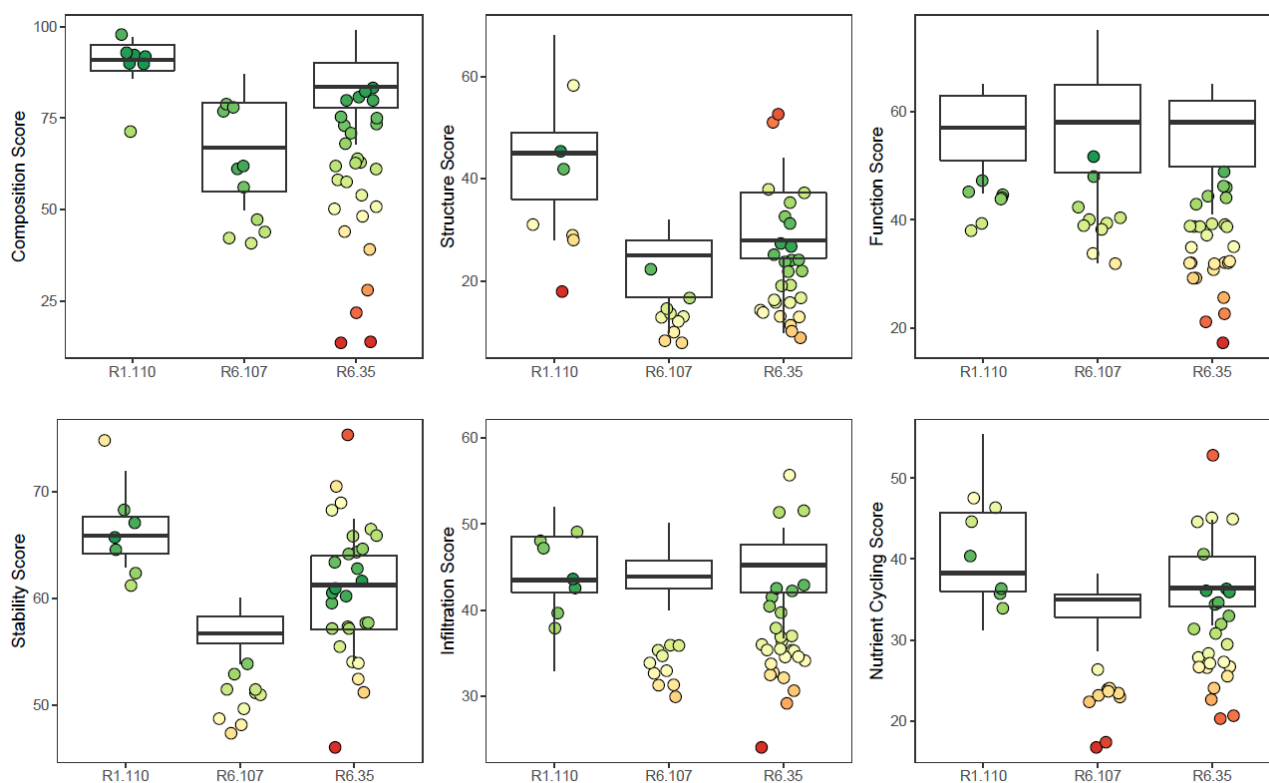 Composition Score
100
75
50
25
R1.110 R6.107 R6.35
Structure Score
60
40
20
R1.110 R6.107 R6.35
Function Score
60
40
20
R1.110 R6.107 R6.35
Stability Score
70
60
50
R1.110 R6.107 R6.35
Infiltration Score
60
50
40
30
R1.110 R6.107 R6.35
Nutrient Cycling Score
50
40
30
20
R1.110 R6.107 R6.35